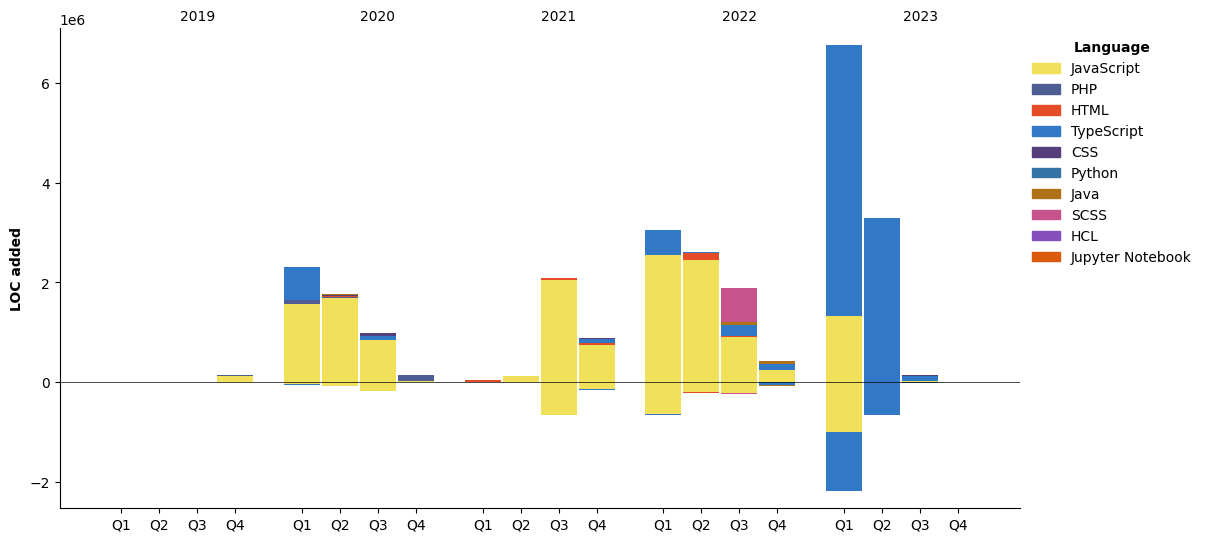 2019 2020 2021 2022 2023
1e6
Language
JavaScript
PHP
HTML
TypeScript
CSS
Python
Java
SCSS
HCL
Jupyter Notebook
LOC added
6
4
2
0
−2
Q1 Q2 Q3 Q4 Q1 Q2 Q3 Q4 Q1 Q2 Q3 Q4 Q1 Q2 Q3 Q4 Q1 Q2 Q3 Q4